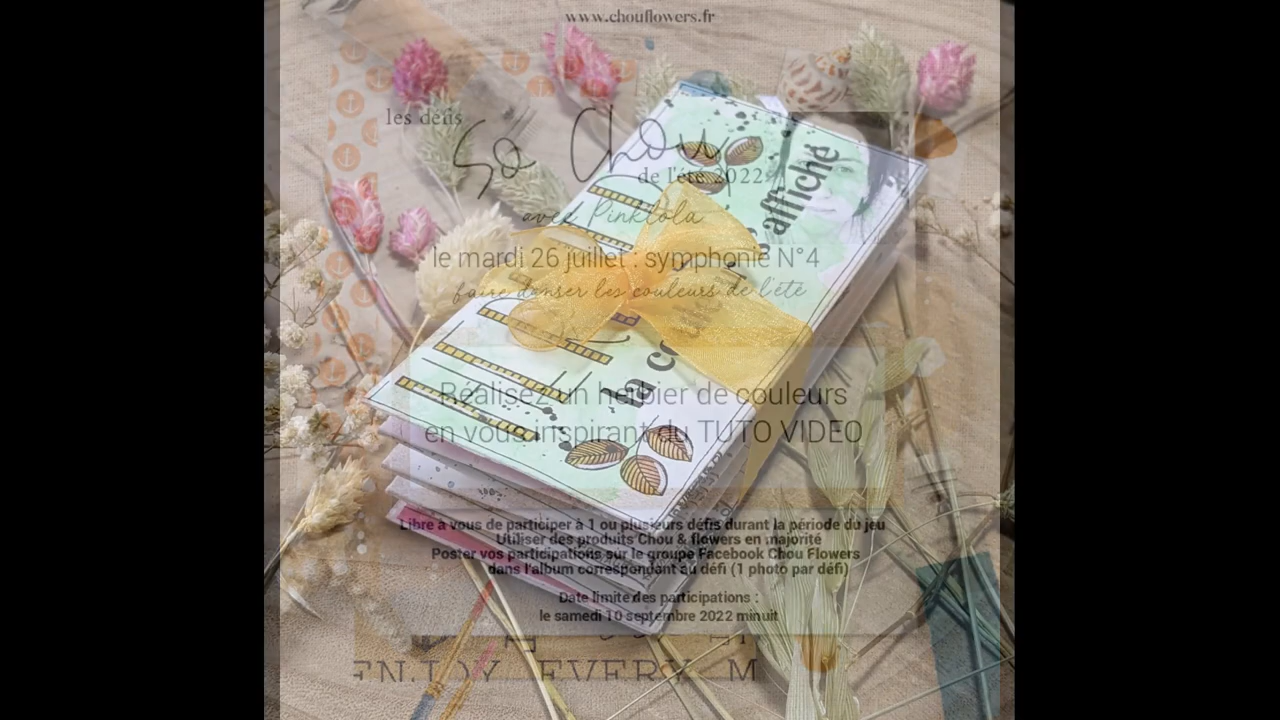 www.chouflowers.fr
les défis
So Chou
de l'été 2022
avec Pinklola
le mardi 26 juillet : symphonie N°4
faire danser les couleurs de l'été
affiché
la
Réalisez un herbier de couleurs
en vous inspirant du TUTO VIDEO
Libre à vous de participer à 1 ou plusieurs défis durant la période du jeu
Utiliser des produits Chou & flowers en majorité
Poster vos participations sur le groupe Facebook Chou Flowers
dans l'album correspondant au défi (1 photo par défi)
Date limite des participations :
le samedi 10 septembre 2022 minuit
ENJOY EVERY M